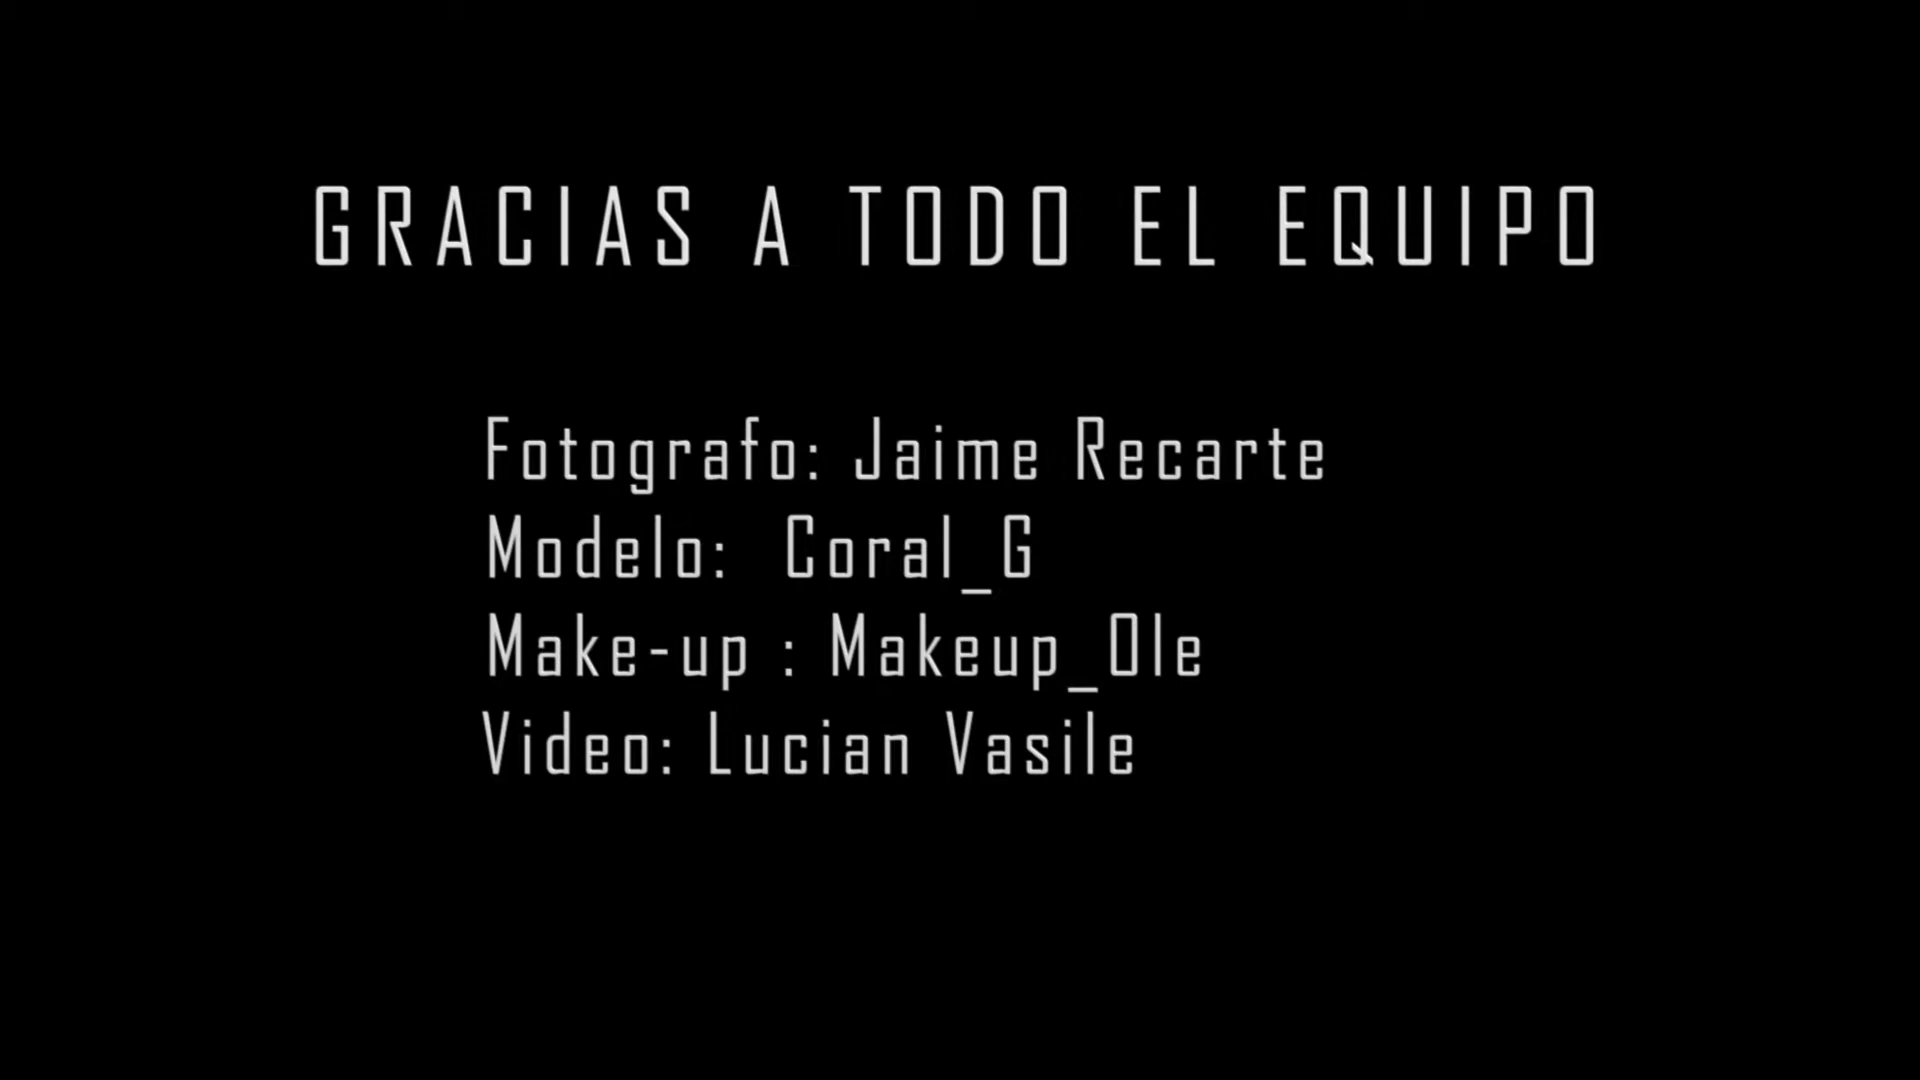 GRACIAS A TODO EL EQUIPO
Fotografo: Jaime Recarte
Modelo: Coral_G
Make-up : Makeup_Ole
Video: Lucian Vasile